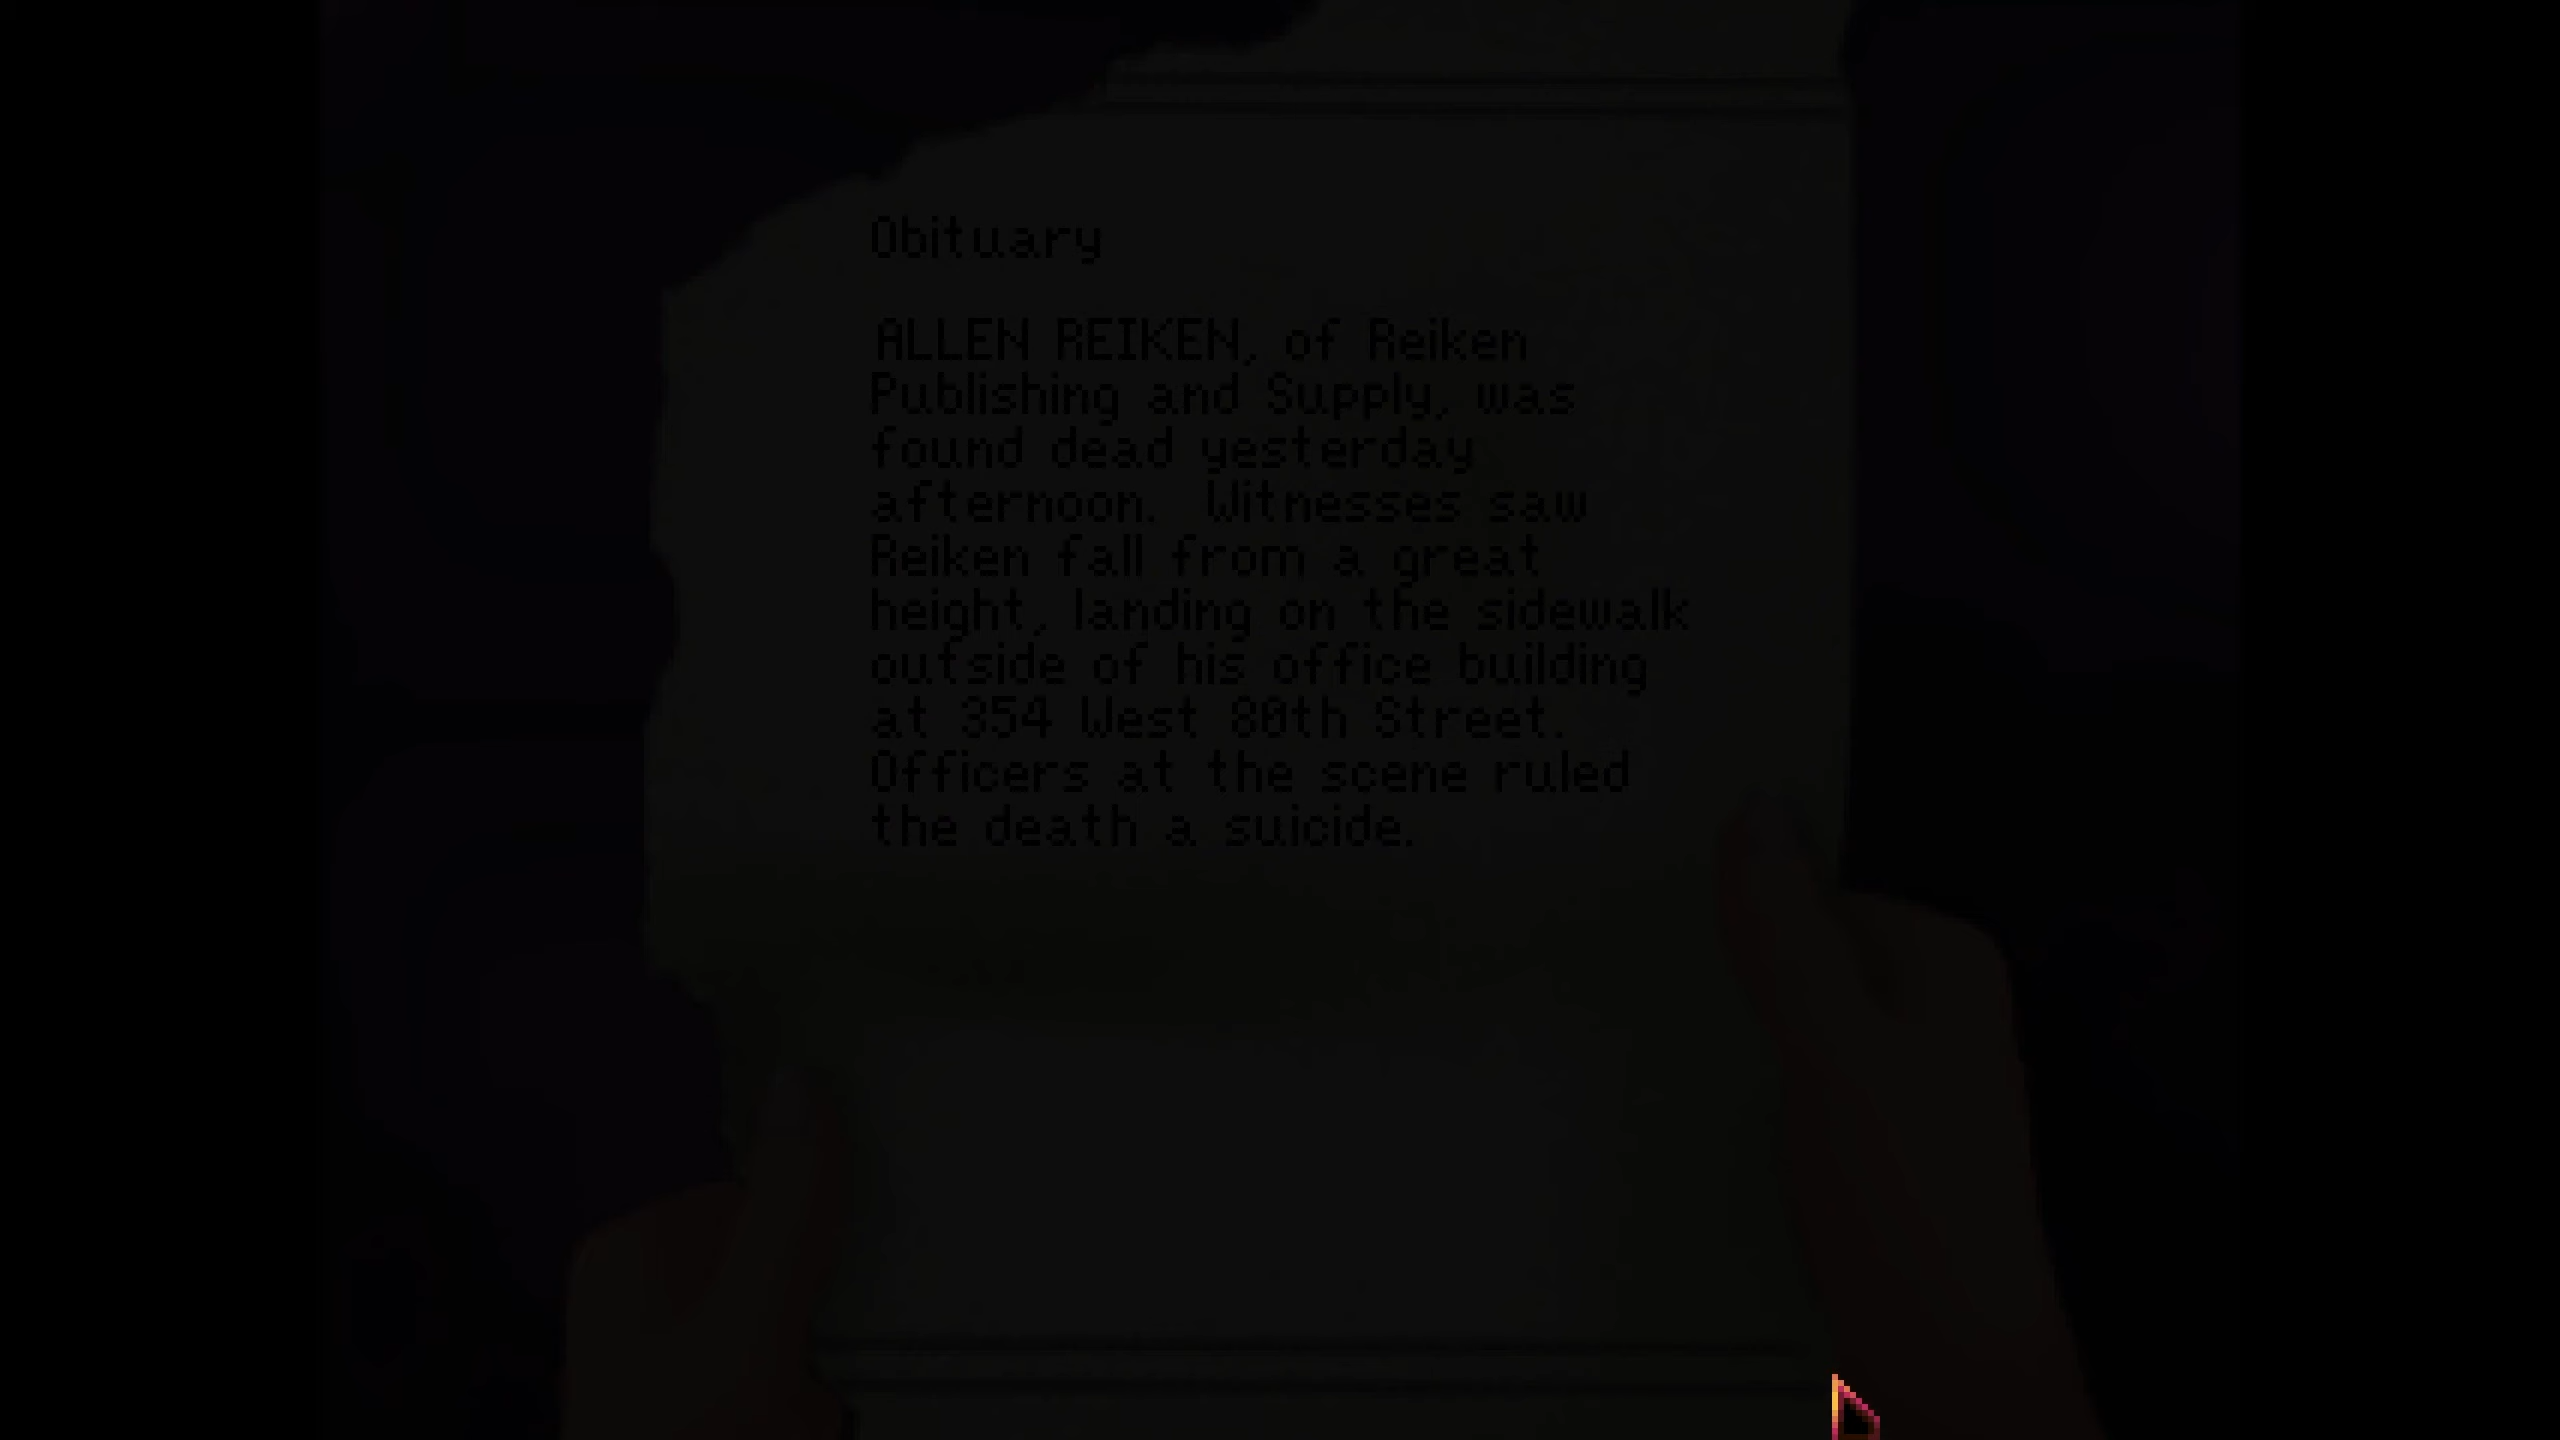 Obituary
ALLEN REIKEN, of Reiken
Publishing and Supply, was
found dead yesterday
afternoon.  Witnesses saw
Reiken fall from a great
height, landing on the sidewalk
outside of his office building
at 354 West 80th Street.
Officers at the scene ruled
the death a suicide.